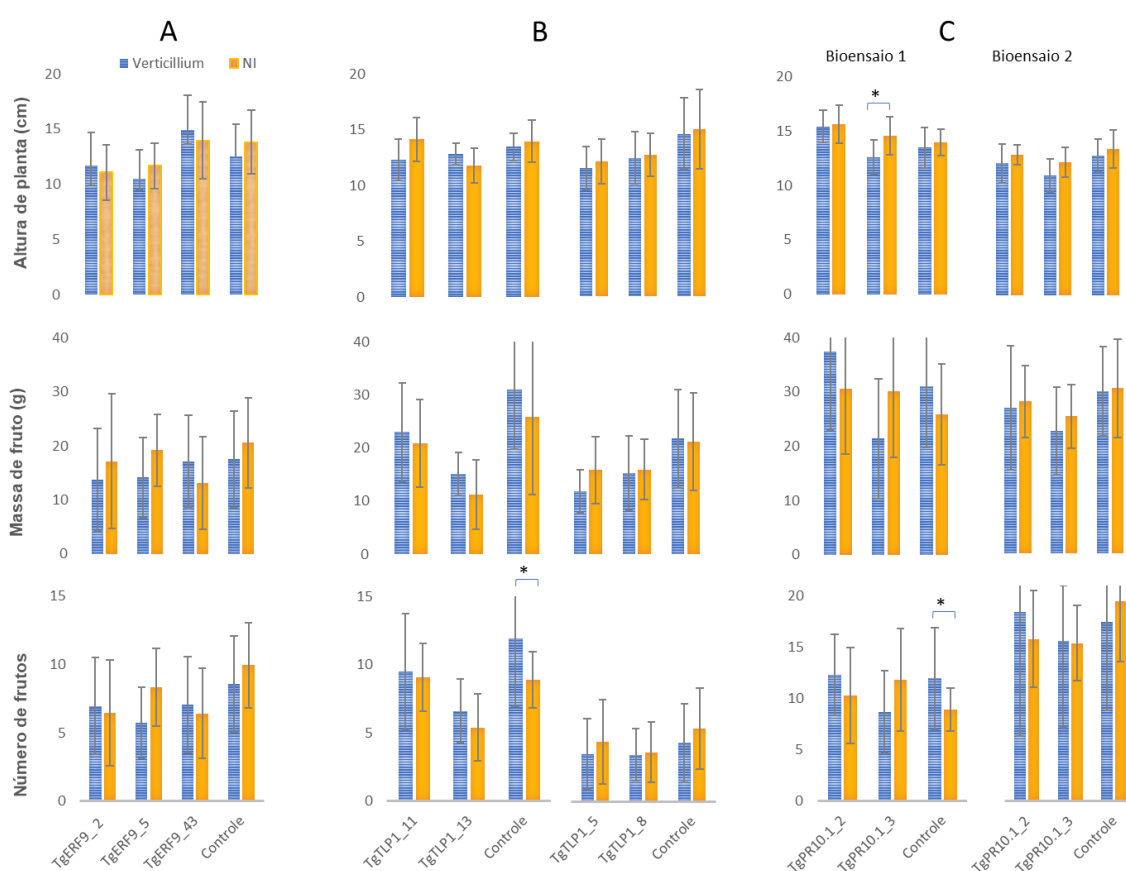 A
B
C
Verticillium
NI
Bioensaio 1
Bioensaio 2
Altura de planta (cm)
20
15
10
5
0
20
15
10
5
0
*
20
15
10
5
0
Massa de fruto (g)
40
30
20
10
0
40
30
20
10
0
40
30
20
10
0
Número de frutos
15
10
5
0
*
15
10
5
0
*
20
15
10
5
0
TgERF9_2
TgERF9_5
TgERF9_43
Controle
TgTLP1_11
TgTLP1_13
Controle
TgTLP1_5
TgTLP1_8
Controle
TgPR10.1_2
TgPR10.1_3
Controle
TgPR10.1_2
TgPR10.1_3
Controle